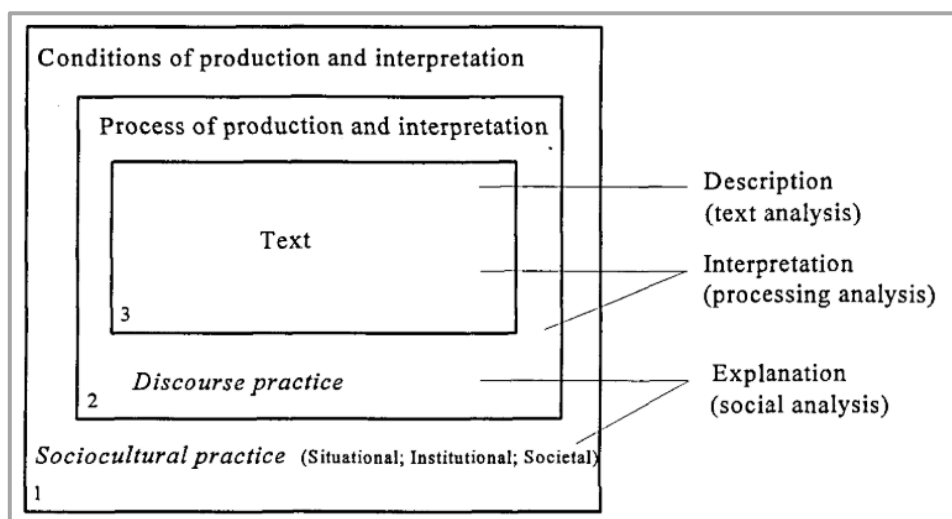 Conditions of production and interpretation
Process of production and interpretation
Description
(text analysis)
Text
Interpretation
(processing analysis)
3
Explanation
(social analysis)
Discourse practice
2
Sociocultural practice (Situational; Institutional; Societal)
1